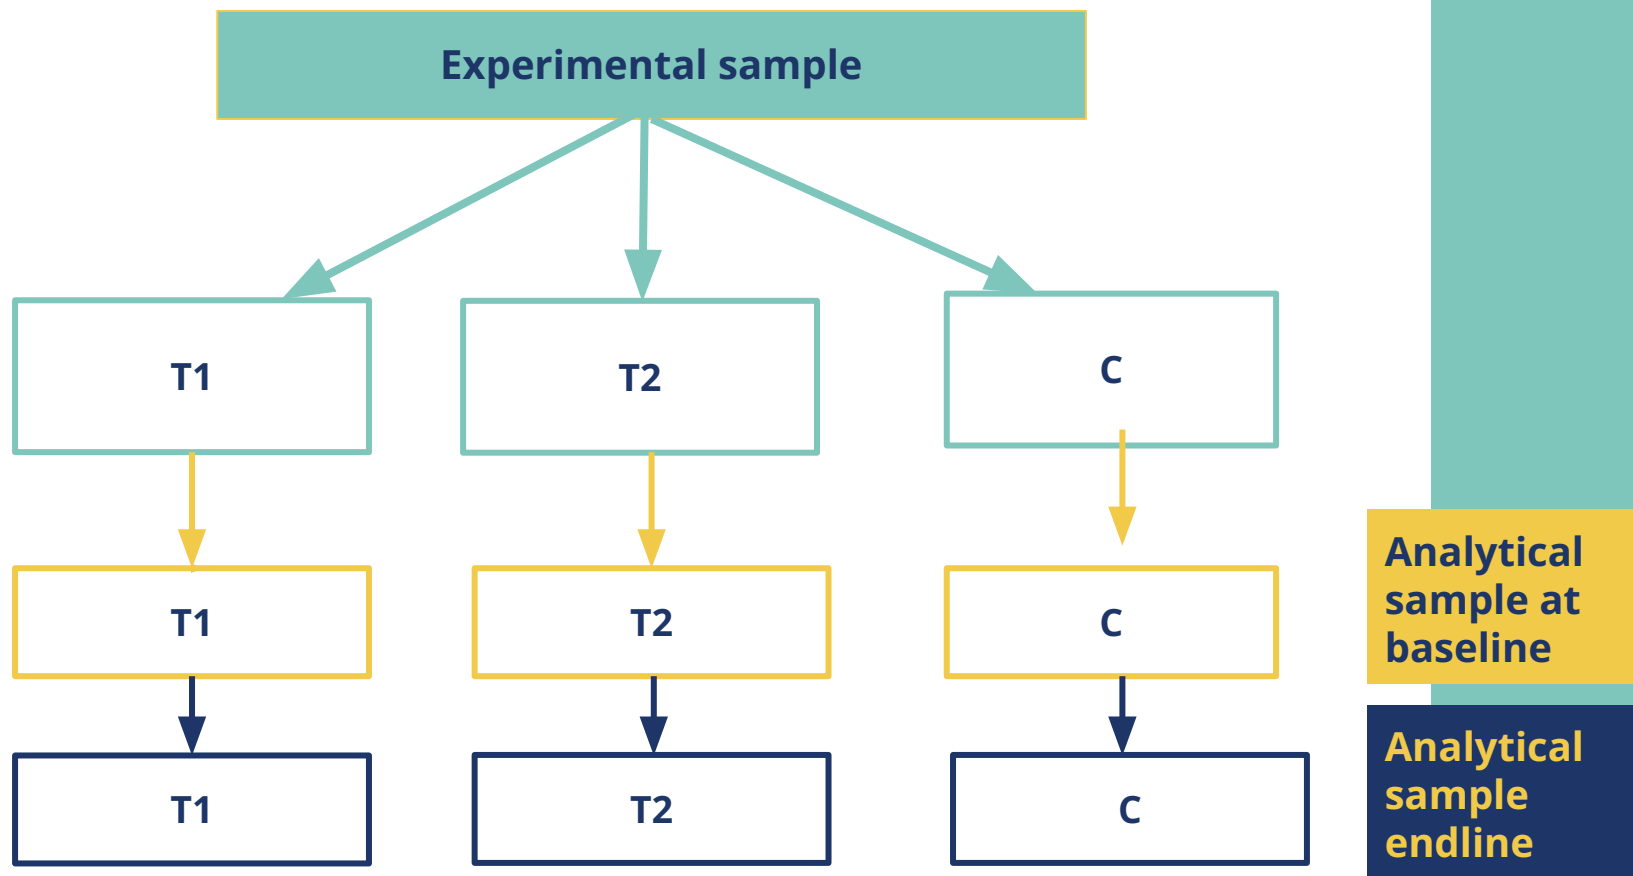 Experimental sample
T1
T2
C
T1
T2
C
Analytical
sample at
baseline
T1
T2
C
Analytical
sample
endline